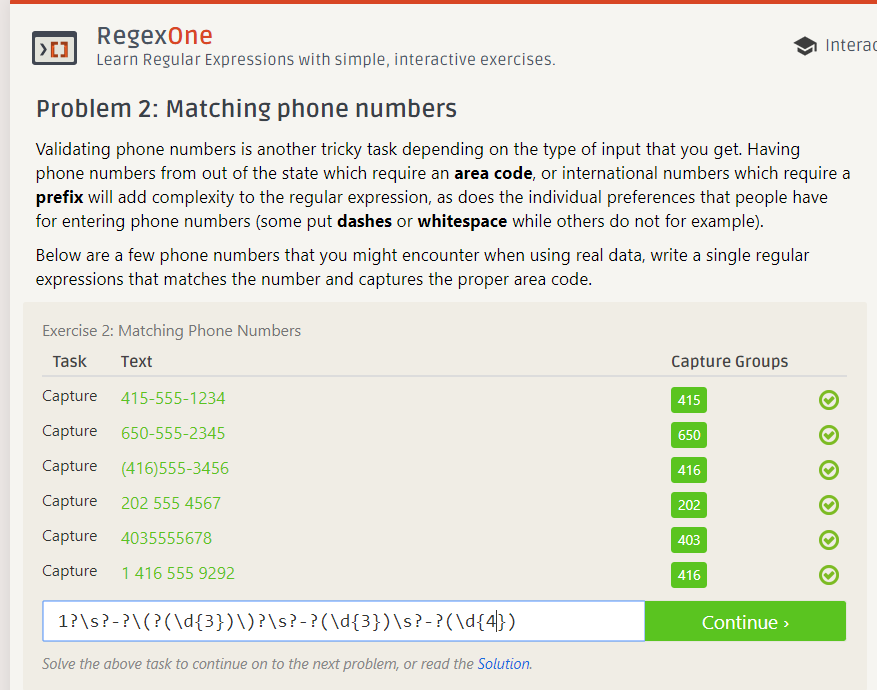 RegexOne
Learn Regular Expressions with simple, interactive exercises.
Interac
Problem 2: Matching phone numbers
Validating phone numbers is another tricky task depending on the type of input that you get. Having
phone numbers from out of the state which require an area code, or international numbers which require a
prefix will add complexity to the regular expression, as does the individual preferences that people have
for entering phone numbers (some put dashes or whitespace while others do not for example).
Below are a few phone numbers that you might encounter when using real data, write a single regular
expressions that matches the number and captures the proper area code.
Exercise 2: Matching Phone Numbers
Task Text Capture Groups
Capture 415-555-1234 415
Capture 650-555-2345 650
Capture (416)555-3456 416
Capture 202 555 4567 202
Capture 4035555678 403
Capture 1 416 555 9292 416
1?\s?-?\(?(\d{3})\)?\s?-?(\d{3})\s?-?(\d{4}) Continue ›
Solve the above task to continue on to the next problem, or read the Solution.